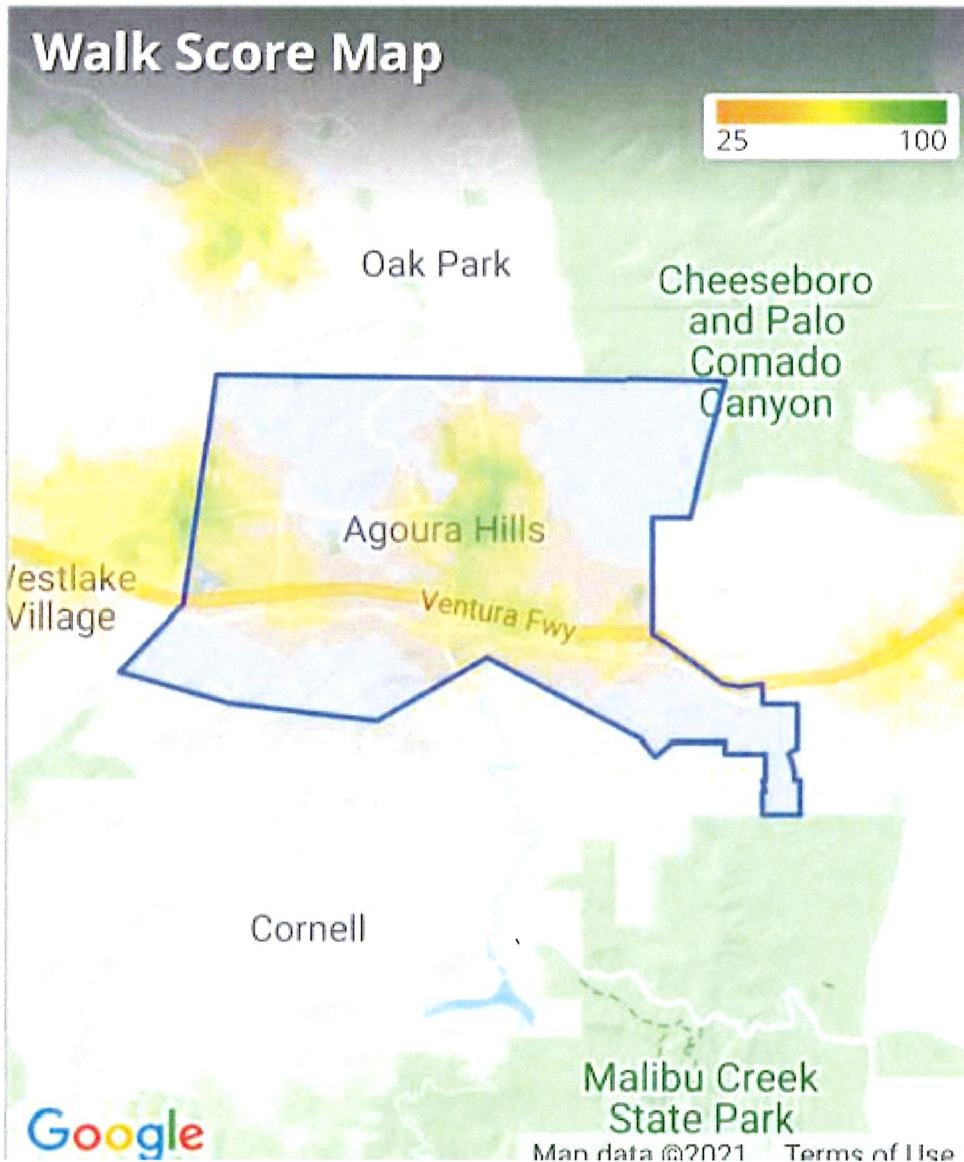 Walk Score Map
25 100
Oak Park
Cheeseboro
and Palo
Comado
Canyon
Agoura Hills
Ventura Fwy
/estlake
Village
Cornell
Malibu Creek
State Park
Google
Map data ©2021 Terms of Use